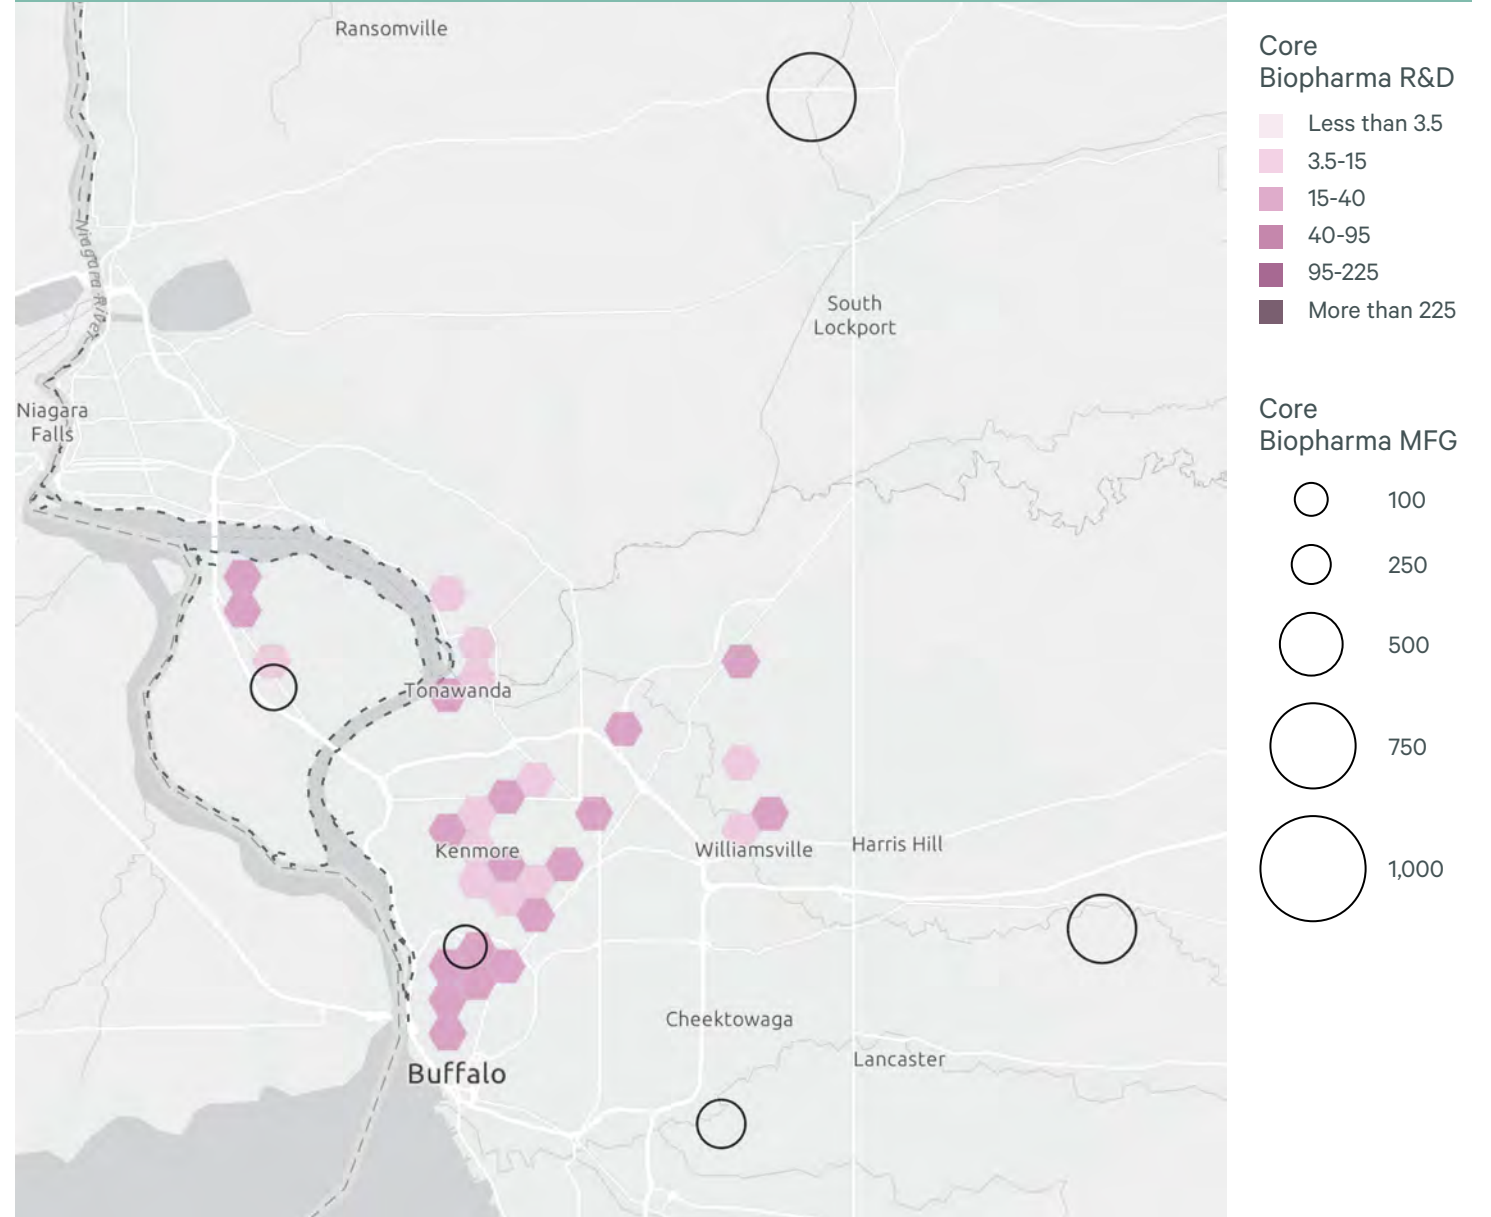 Ransomville
Niagara River
South
Lockport
Niagara
Falls
Tonawanda
Kenmore
Williamsville
Harris Hill
Cheektowaga
Lancaster
Buffalo
Core
Biopharma R&D
Less than 3.5
3.5-15
15-40
40-95
95-225
More than 225
Core
Biopharma MFG
100
250
500
750
1,000